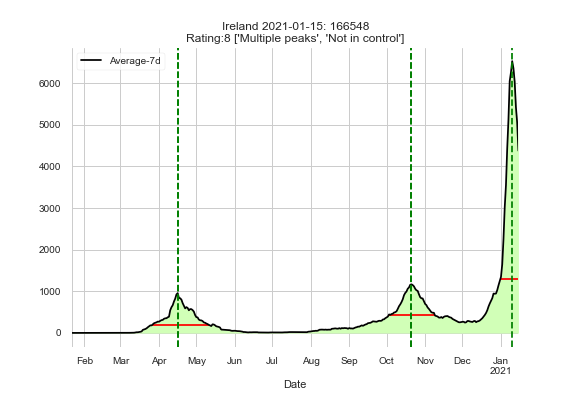 Ireland 2021-01-15: 166548
Rating:8 ['Multiple peaks', 'Not in control']
Average-7d
6000
5000
4000
3000
2000
1000
0
Feb Mar Apr May Jun Jul Aug Sep Oct Nov Dec Jan
2021
Date